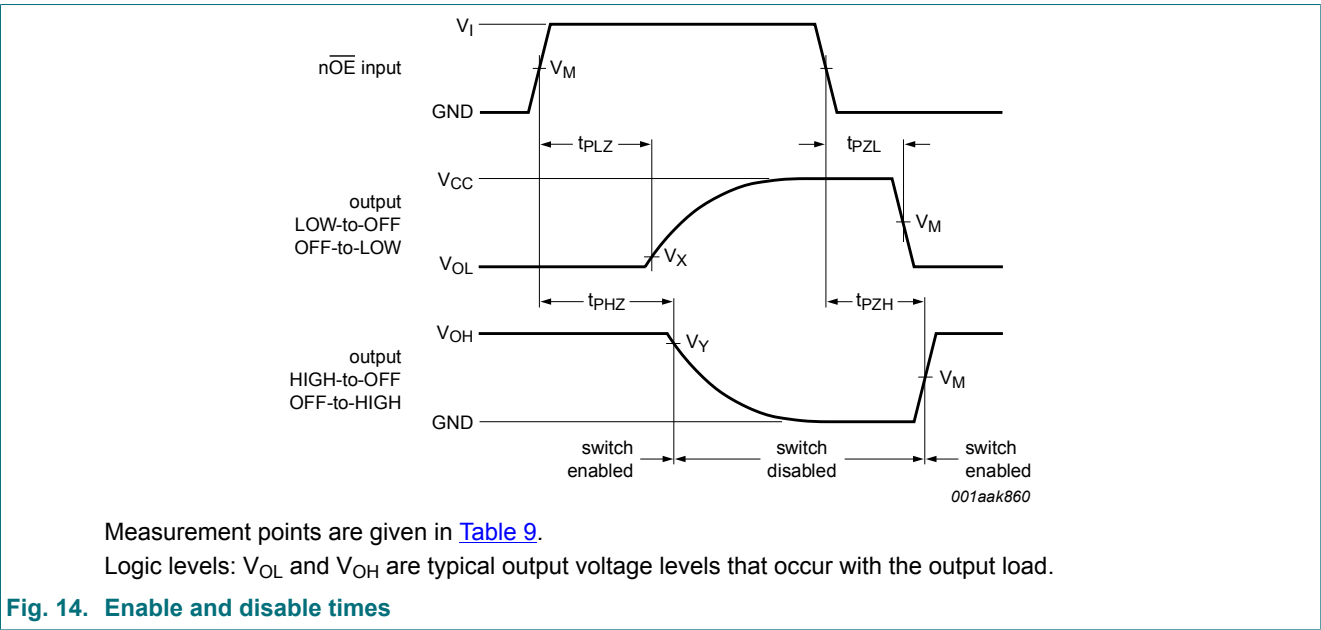 V_I
nO̅E̅ input
V_M
GND
t_PLZ
t_PZL
V_CC
output
LOW-to-OFF
OFF-to-LOW
V_M
V_X
V_OL
t_PHZ
t_PZH
V_OH
V_Y
output
HIGH-to-OFF
OFF-to-HIGH
V_M
GND
switch
enabled
switch
disabled
switch
enabled
001aak860
Measurement points are given in Table 9.
Logic levels: V_OL and V_OH are typical output voltage levels that occur with the output load.
Fig. 14. Enable and disable times